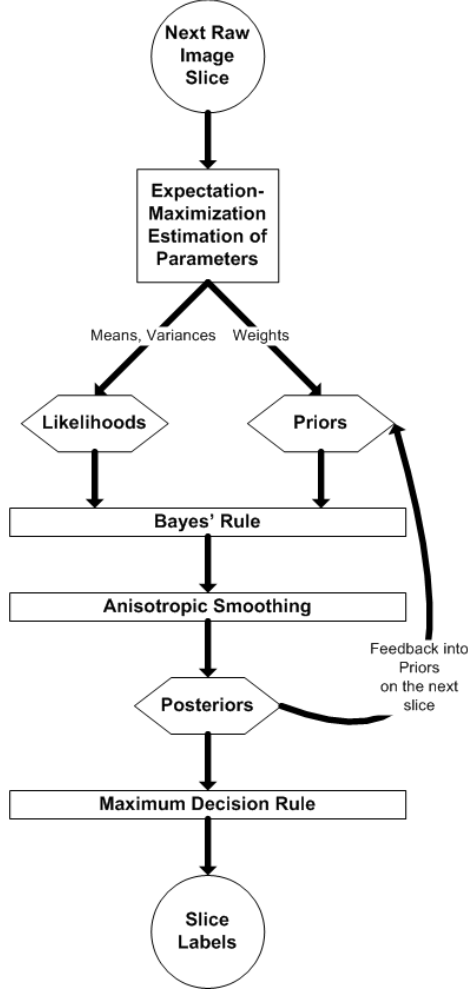 Next Raw
Image
Slice
Expectation-
Maximization
Estimation of
Parameters
Means, Variances
Weights
Likelihoods
Priors
Bayes’ Rule
Anisotropic Smoothing
Feedback into
Priors
on the next
slice
Posteriors
Maximum Decision Rule
Slice
Labels